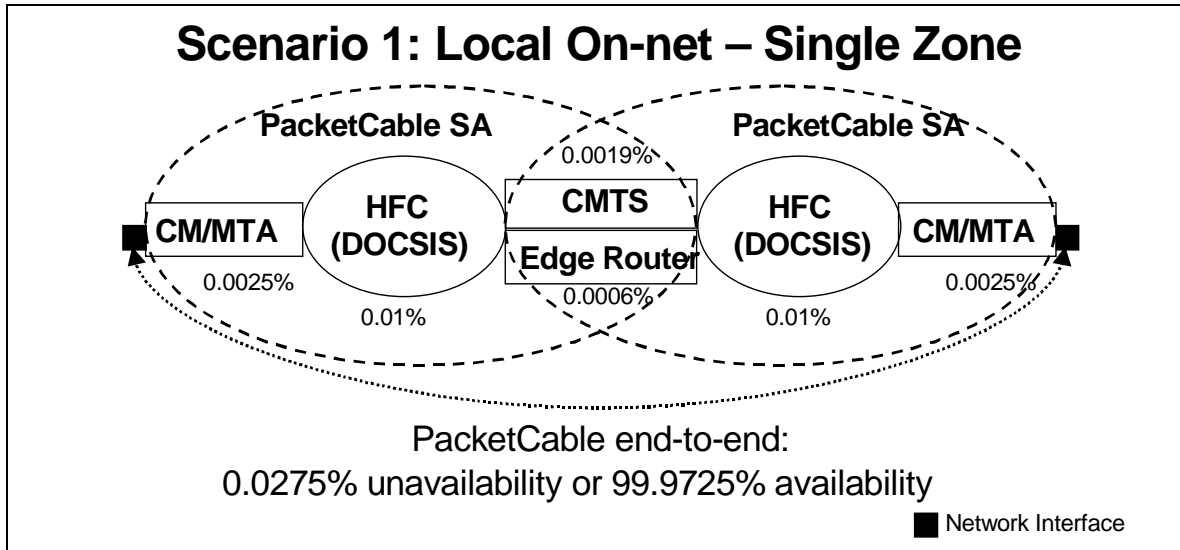 Scenario 1: Local On-net – Single Zone
PacketCable SA
PacketCable SA
0.0019%
CM/MTA
HFC
(DOCSIS)
CMTS
Edge Router
HFC
(DOCSIS)
CM/MTA
0.0025%
0.01%
0.0006%
0.01%
0.0025%
PacketCable end-to-end:
0.0275% unavailability or 99.9725% availability
Network Interface